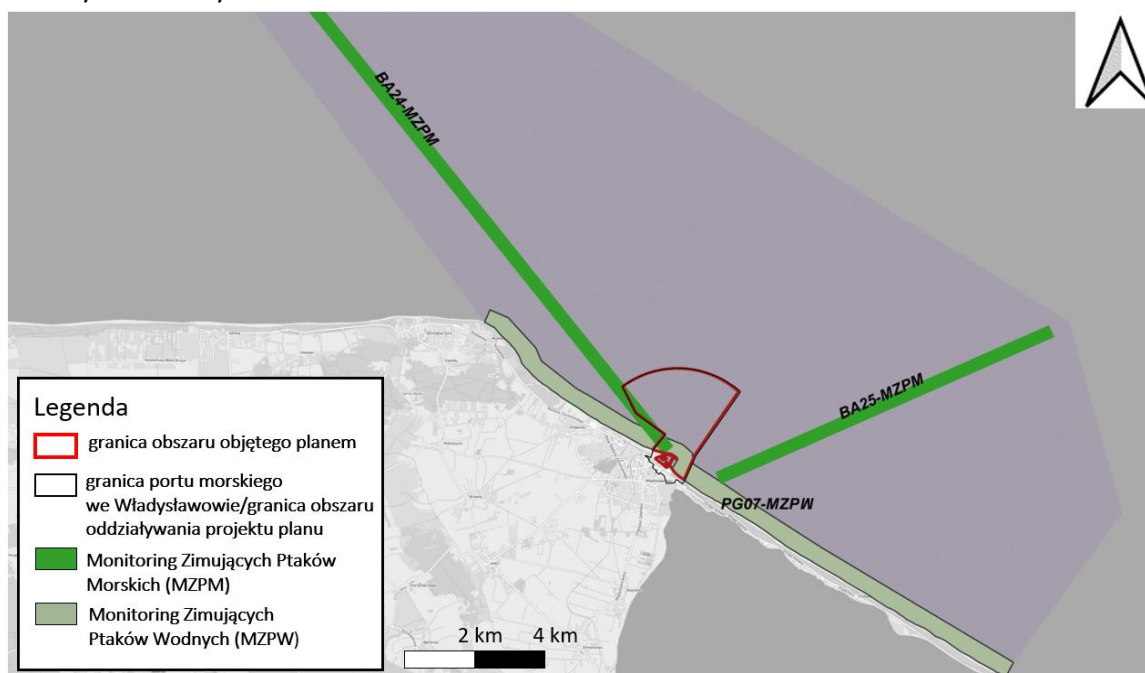 BA24-MZPM
BA25-MZPM
PG07-MZPW
Legenda
granica obszaru objętego planem
granica portu morskiego
we Władysławowie/granica obszaru
oddziaływania projektu planu
Monitoring Zimujących Ptaków
Morskich (MZPM)
Monitoring Zimujących
Ptaków Wodnych (MZPW)
2 km 4 km